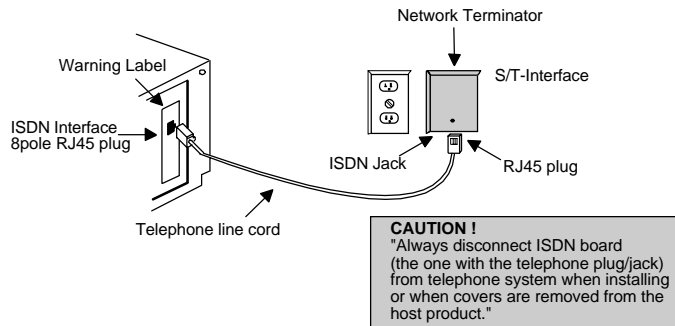 Network Terminator
Warning Label
S/T-Interface
ISDN Interface
8pole RJ45 plug
ISDN Jack
RJ45 plug
Telephone line cord
CAUTION !
"Always disconnect ISDN board
(the one with the telephone plug/jack)
from telephone system when installing
or when covers are removed from the
host product."